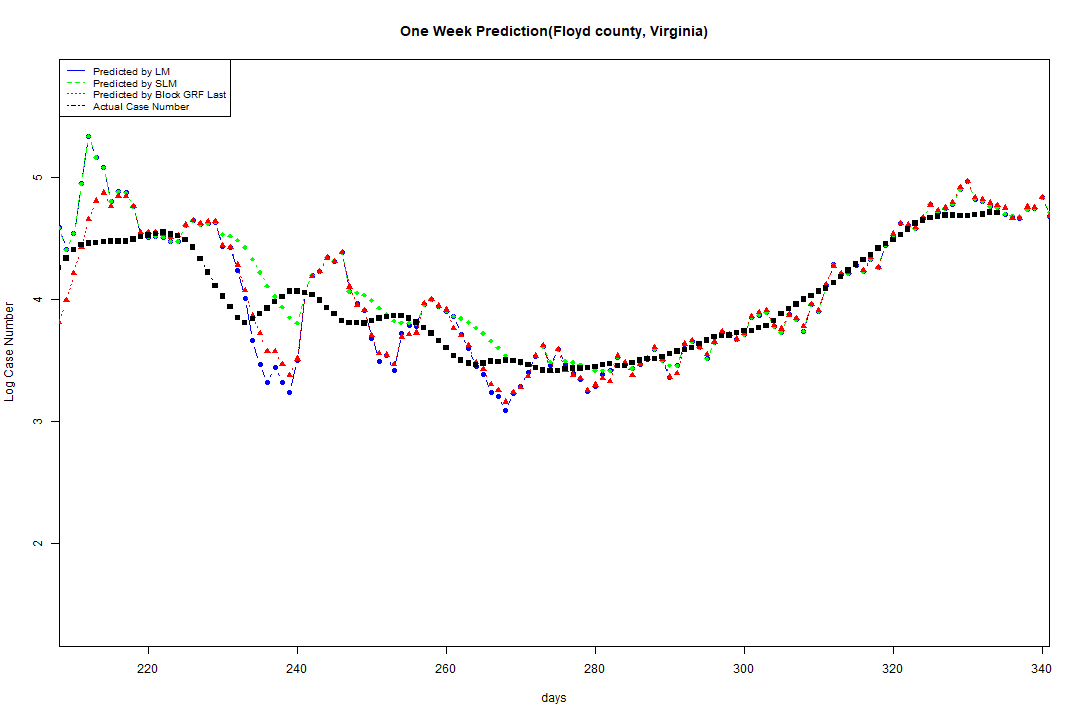 One Week Prediction(Floyd county, Virginia)
Predicted by LM
Predicted by SLM
Predicted by Block GRF Last
Actual Case Number
Log Case Number
5
4
3
2
220 240 260 280 300 320 340
days